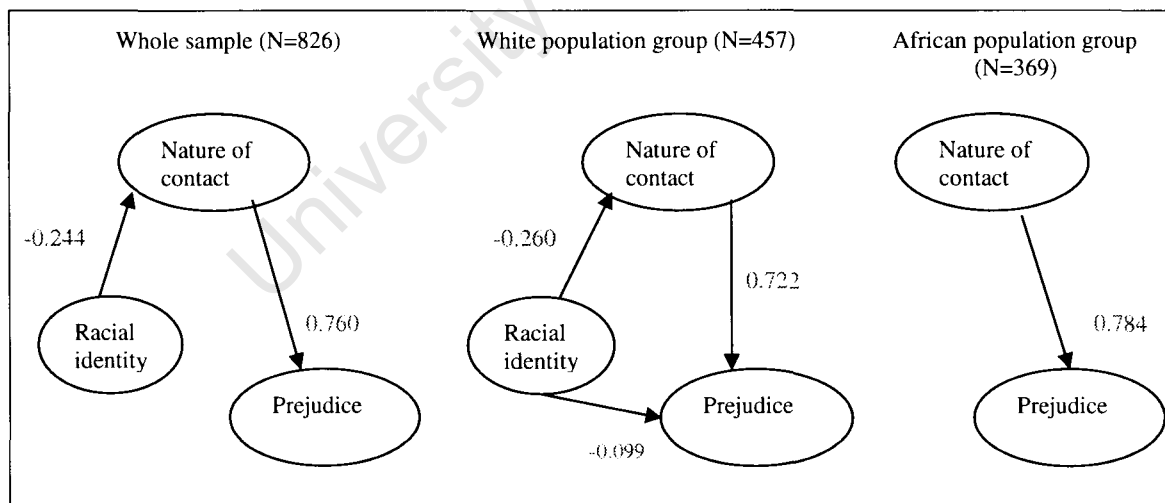 Whole sample (N=826)
Nature of
contact
-0.244
Racial
identity
0.760
Prejudice
White population group (N=457)
Nature of
contact
-0.260
0.722
Racial
identity
Prejudice
-0.099
African population group
(N=369)
Nature of
contact
0.784
Prejudice
University